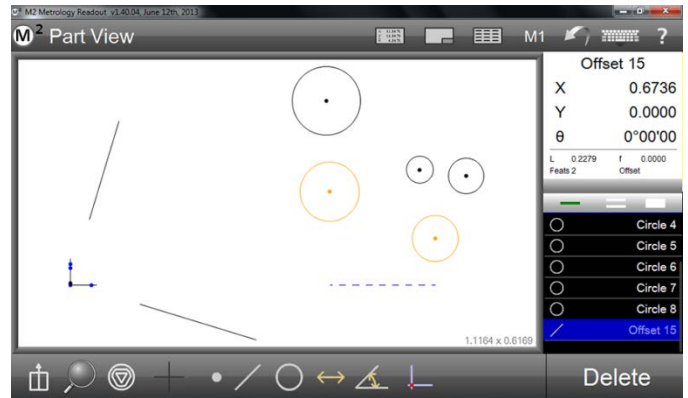 M2 Metrology Readout v1.40.04, June 12th, 2013
M2 Part View
M1
?
Offset 15
X 0.6736
Y 0.0000
θ 0°00'00
L 0.2279 f 0.0000
Feats 2 Offset
Circle 4
Circle 5
Circle 6
Circle 7
Circle 8
Offset 15
1.1164 x 0.6169
Delete